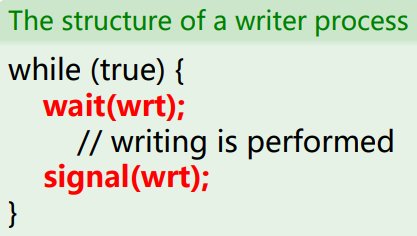 The structure of a writer process
while (true) {
wait(wrt);
// writing is performed
signal(wrt);
}